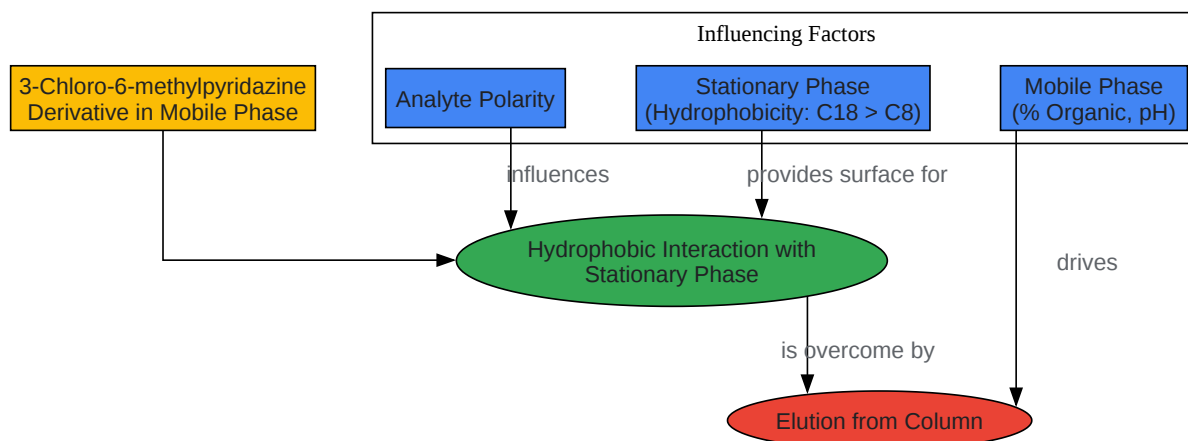 Influencing Factors
3-Chloro-6-methylpyridazine
Derivative in Mobile Phase
Analyte Polarity
Stationary Phase
(Hydrophobicity: C18 > C8)
Mobile Phase
(% Organic, pH)
influences
provides surface for
Hydrophobic Interaction with
Stationary Phase
drives
is overcome by
Elution from Column